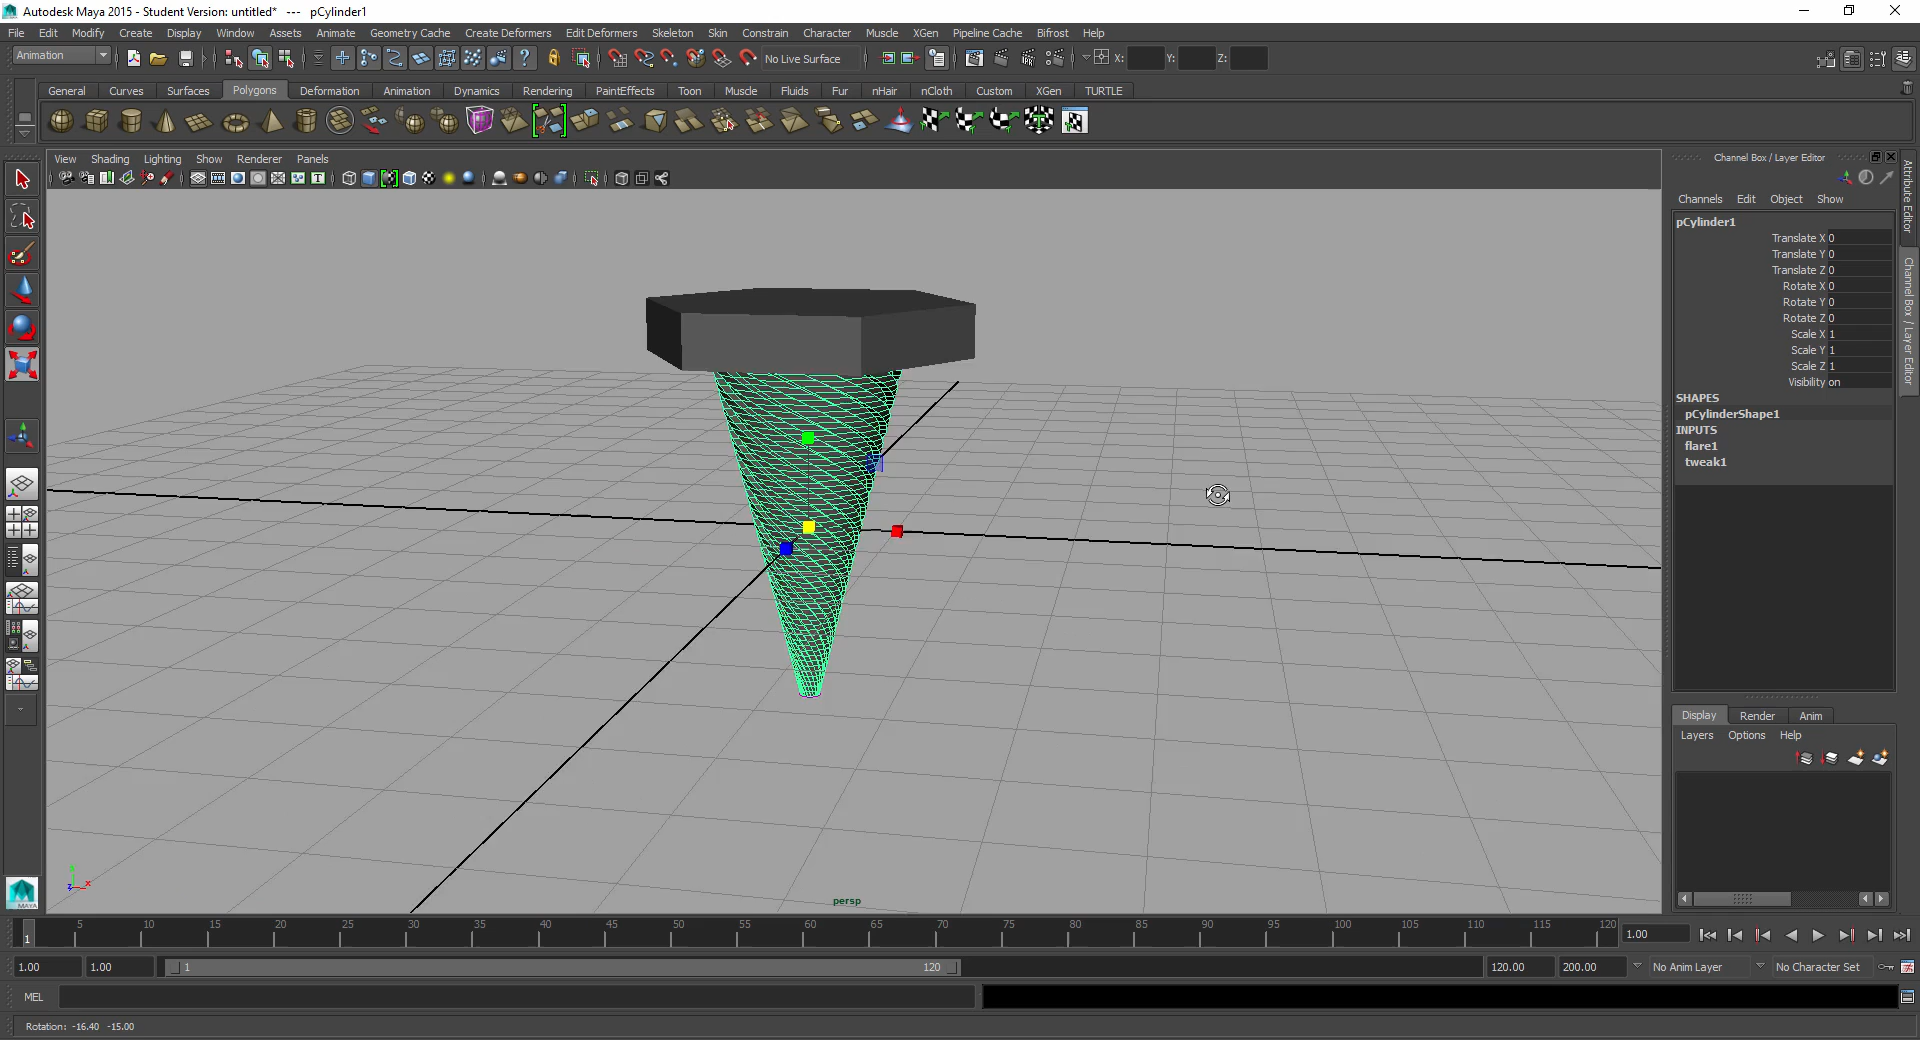 Autodesk Maya 2015 - Student Version: untitled*   ---   pCylinder1
File Edit Modify Create Display Window Assets Animate Geometry Cache Create Deformers Edit Deformers Skeleton Skin Constrain Character Muscle XGen Pipeline Cache Bifrost Help
Animation No Live Surface X: Y: Z:
General Curves Surfaces Polygons Deformation Animation Dynamics Rendering PaintEffects Toon Muscle Fluids Fur nHair nCloth Custom XGen TURTLE
View Shading Lighting Show Renderer Panels
Channel Box / Layer Editor
Channels Edit Object Show
pCylinder1
Translate X 0
Translate Y 0
Translate Z 0
Rotate X 0
Rotate Y 0
Rotate Z 0
Scale X 1
Scale Y 1
Scale Z 1
Visibility on
SHAPES
pCylinderShape1
INPUTS
flare1
tweak1
Attribute Editor
Channel Box / Layer Editor
Display Render Anim
Layers Options Help
persp
y
z x
MAYA
1 5 10 15 20 25 30 35 40 45 50 55 60 65 70 75 80 85 90 95 100 105 110 115 120 1.00
1.00 1.00 1 120 120.00 200.00 No Anim Layer No Character Set
MEL
Rotation: -16.40 -15.00